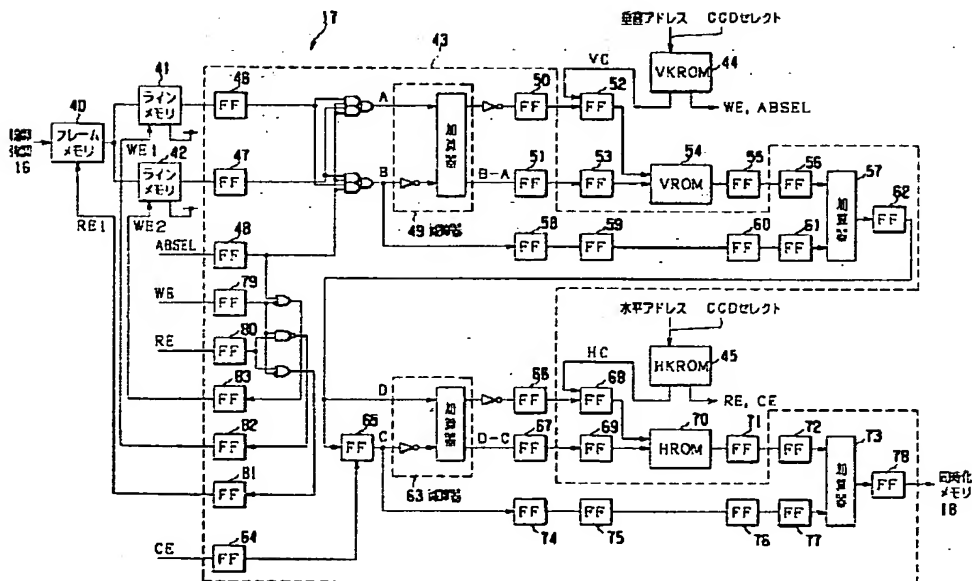 17
43
垂直アドレス CCDセレクト
VKROM
44
VC
WE, ABSEL
41
ライン
メモリ
40
フレーム
メモリ
16
WE1
42
ライン
メモリ
WE2
RE1
46
FF
47
FF
ABSEL
48
FF
WE
79
FF
RE
80
FF
83
FF
82
FF
81
FF
CE
64
FF
A
B
加算器
49 減算器
50
FF
52
FF
B-A
51
FF
53
FF
54
VROM
55
FF
56
FF
57
加算器
62
FF
58
FF
59
FF
60
FF
61
FF
水平アドレス CCDセレクト
HKROM
45
HC
RE, CE
D
65
FF
C
加算器
63 減算器
66
FF
68
FF
D-C
67
FF
69
FF
70
HROM
71
FF
72
FF
73
加算器
78
FF
同時化
メモリ
18
74
FF
75
FF
76
FF
77
FF